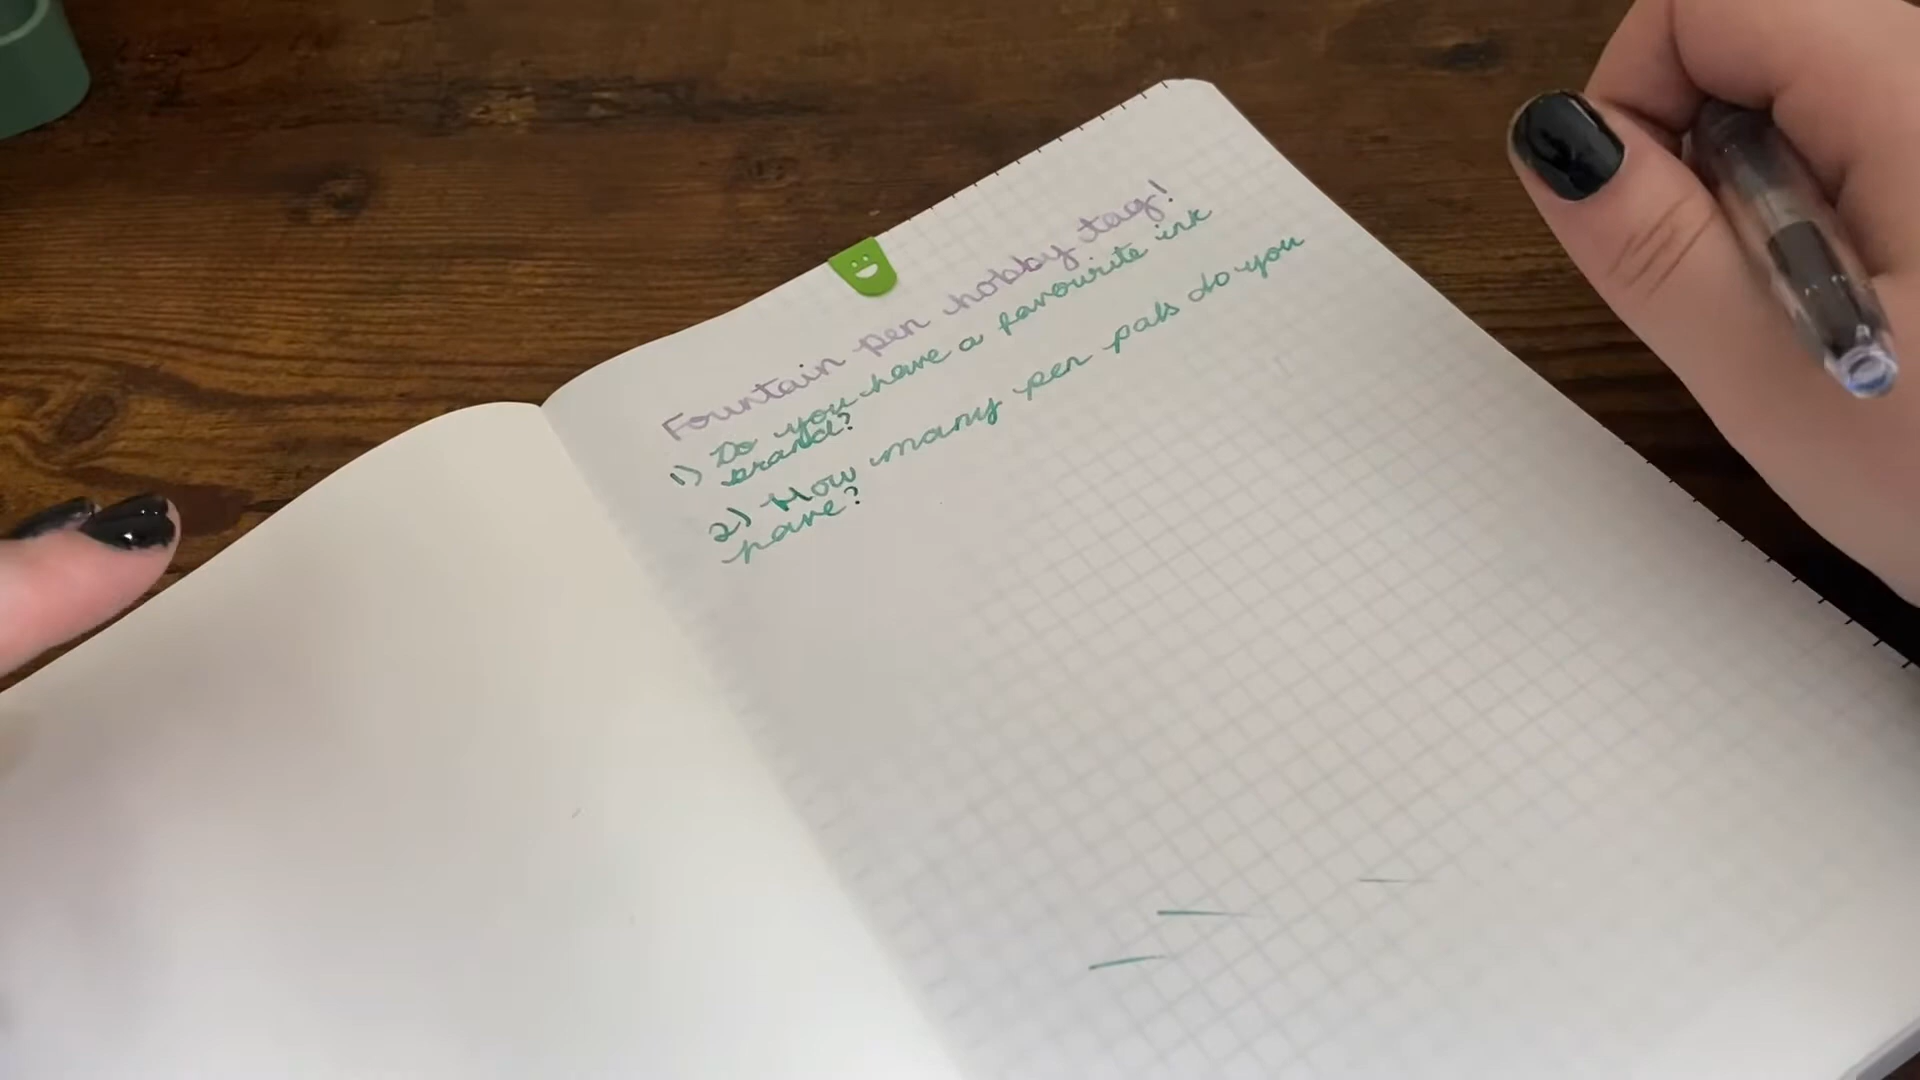 Fountain pen hobby tag!
1) Do you have a favourite ink
brand?
2) How many pen pals do you
have?